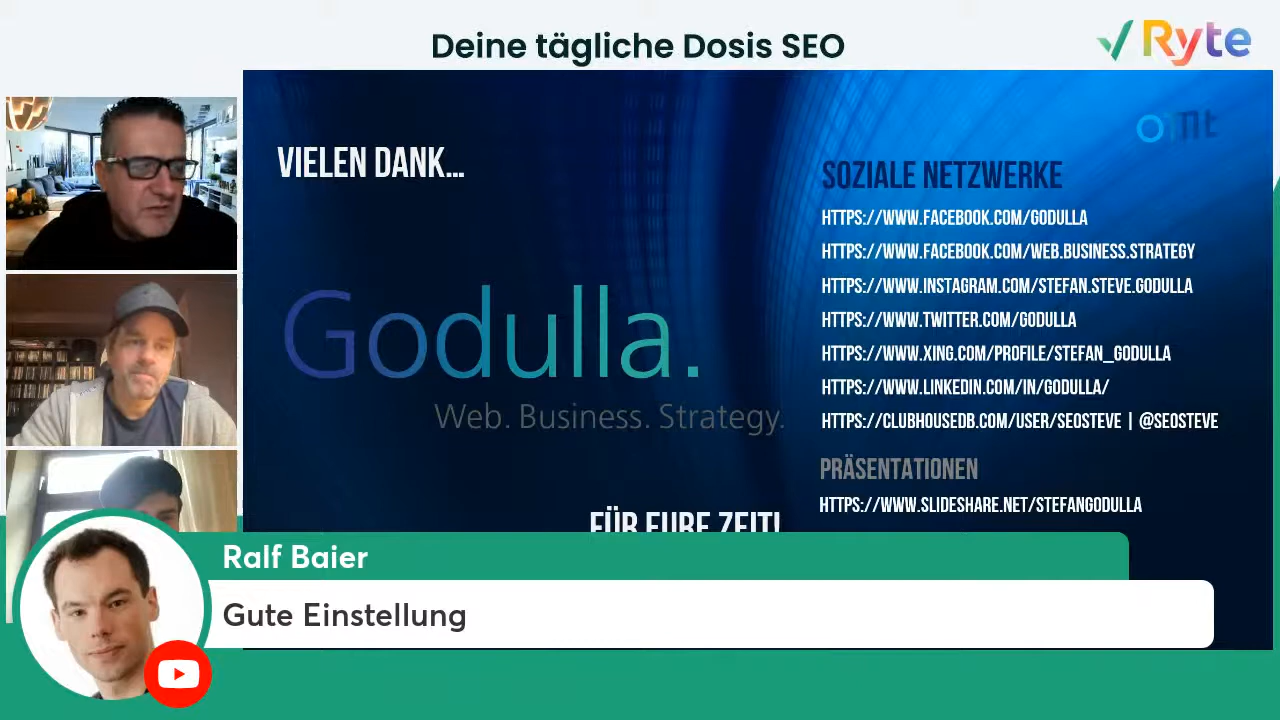 Deine tägliche Dosis SEO
Ryte
VIELEN DANK...
Godulla.
Web. Business. Strategy.
FÜR EURE ZEIT!
omt
SOZIALE NETZWERKE
HTTPS://WWW.FACEBOOK.COM/GODULLA
HTTPS://WWW.FACEBOOK.COM/WEB.BUSINESS.STRATEGY
HTTPS://WWW.INSTAGRAM.COM/STEFAN.STEVE.GODULLA
HTTPS://WWW.TWITTER.COM/GODULLA
HTTPS://WWW.XING.COM/PROFILE/STEFAN_GODULLA
HTTPS://WWW.LINKEDIN.COM/IN/GODULLA/
HTTPS://CLUBHOUSEDB.COM/USER/SEOSTEVE | @SEOSTEVE
PRÄSENTATIONEN
HTTPS://WWW.SLIDESHARE.NET/STEFANGODULLA
Ralf Baier
Gute Einstellung